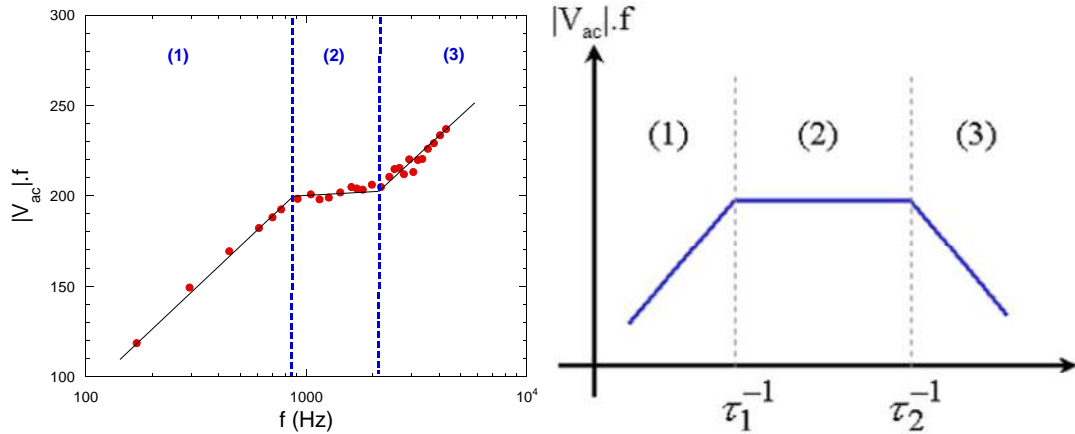 300
250
200
150
100
|V_ac|.f
(1)
(2)
(3)
100
1000
10^4
f (Hz)
|V_ac|.f
(1)
(2)
(3)
τ_1^-1
τ_2^-1